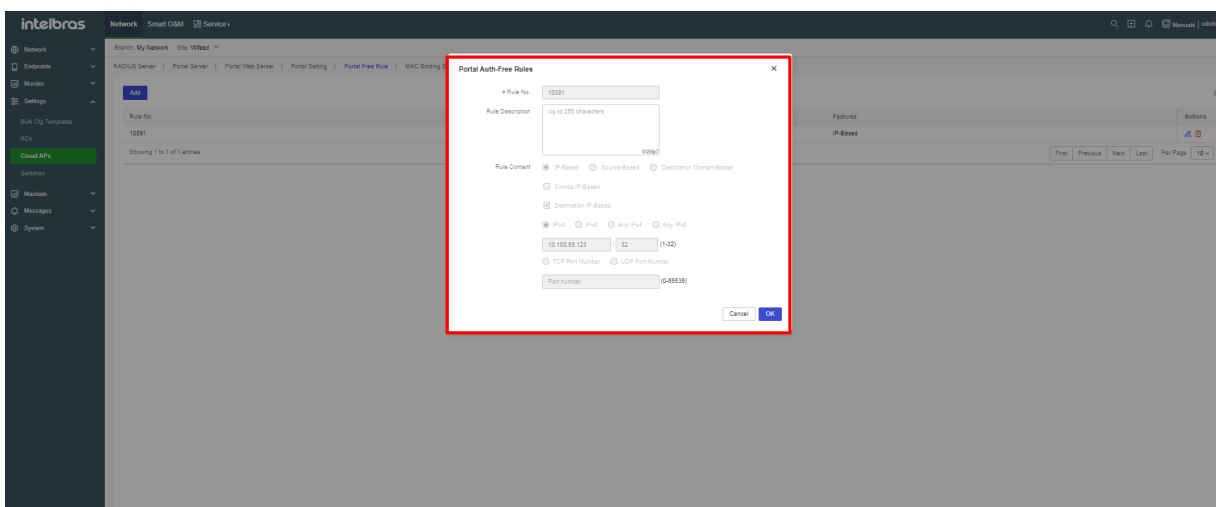 intelbras
Network Smart O&M Service+
Manuals
Network
Branch: My Network Site: Wifeed
Endpoints
RADIUS Server | Portal Server | Portal Web Server | Portal Setting | Portal Free Rule | MAC Binding S
Monitor
Settings
Bulk Cfg Templates
ACs
Cloud APs
Switches
Maintain
Messages
System
Add
Rule No. Features Actions
10091 IP-Based
Showing 1 to 1 of 1 entries
First Previous Next Last Per Page 10
Portal Auth-Free Rules
* Rule No. 10091
Rule Description Up to 255 characters.
Rule Content IP-Based Source-Based Destination Domain-Based
Source IP-Based
Destination IP-Based
IPv4 IPv6 Any IPv4 Any IPv6
32 (1-32)
TCP Port Number UDP Port Number
Port number (0-65535)
Cancel OK